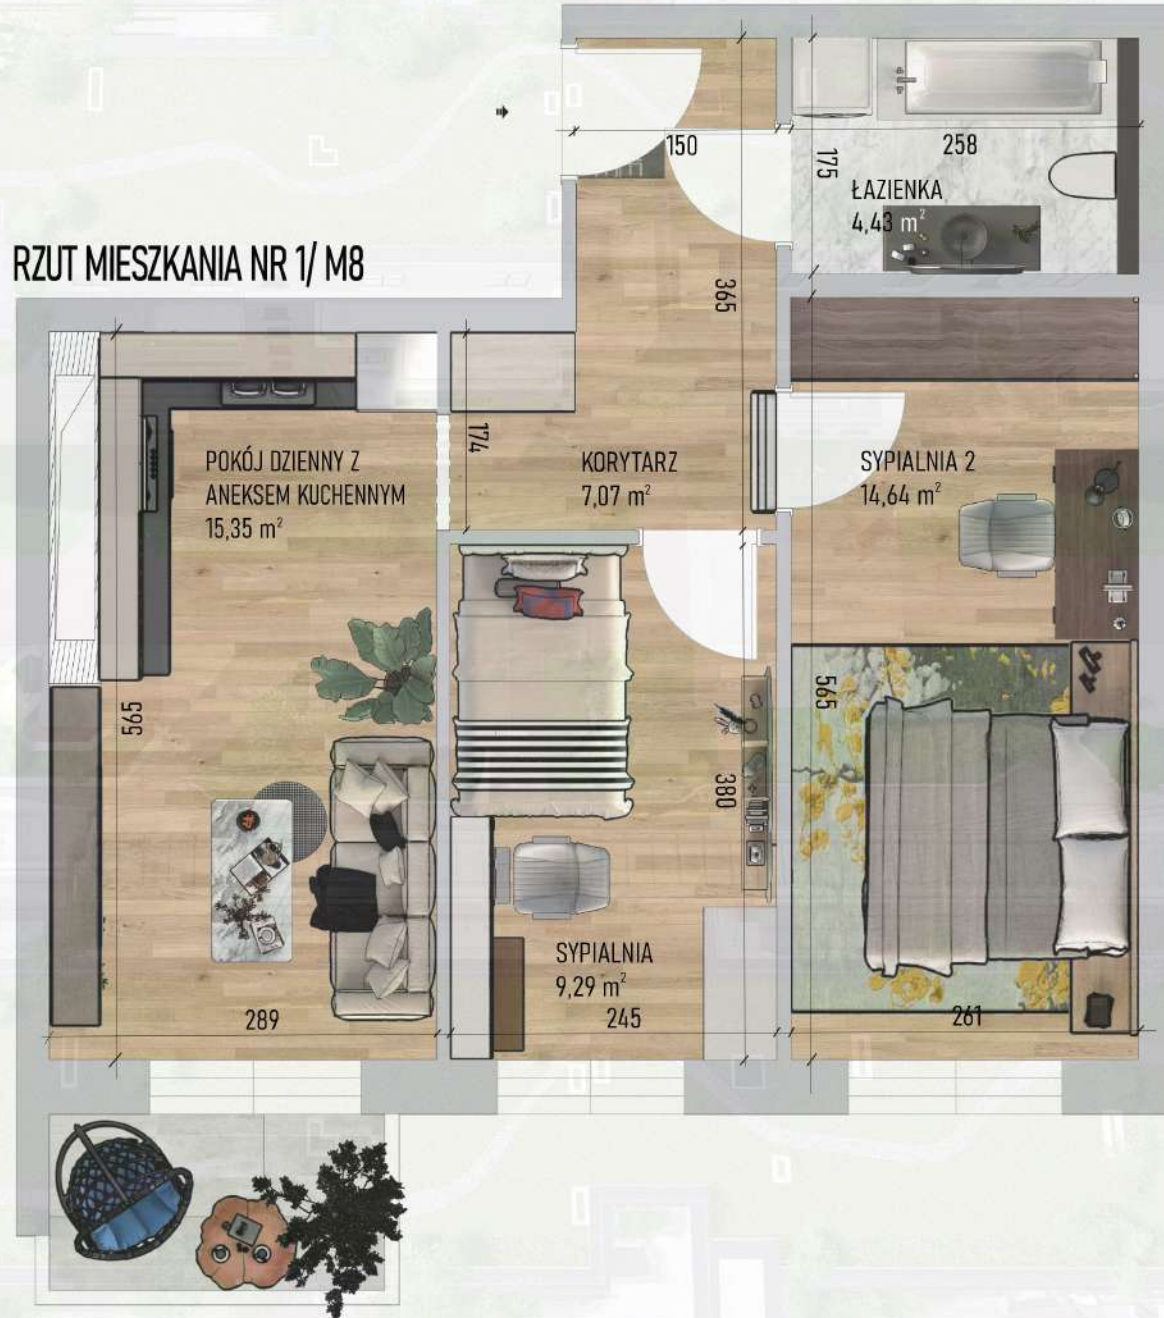 150
258
175
ŁAZIENKA
4,43 m²
RZUT MIESZKANIA NR 1/ M8
365
174
POKÓJ DZIENNY Z
ANEKSEM KUCHENNYM
15,35 m²
KORYTARZ
7,07 m²
SYPIALNIA 2
14,64 m²
565
565
380
SYPIALNIA
9,29 m²
289
245
261